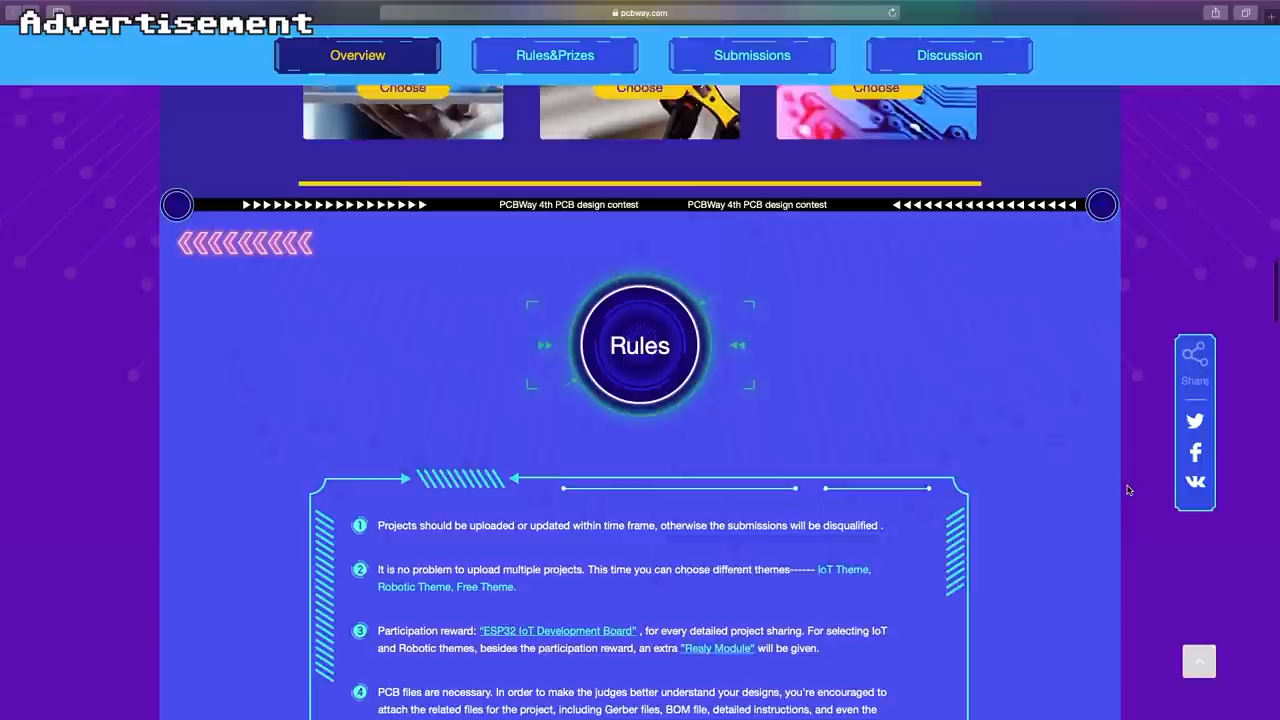 Advertisement
pcbway.com
Overview
Rules&Prizes
Submissions
Discussion
Choose
Choose
Choose
PCBWay 4th PCB design contest
PCBWay 4th PCB design contest
Rules
Share
1 Projects should be uploaded or updated within time frame, otherwise the submissions will be disqualified .
2 It is no problem to upload multiple projects. This time you can choose different themes------ IoT Theme,
Robotic Theme, Free Theme.
3 Participation reward: "ESP32 IoT Development Board" , for every detailed project sharing. For selecting IoT
and Robotic themes, besides the participation reward, an extra "Realy Module" will be given.
4 PCB files are necessary. In order to make the judges better understand your designs, you're encouraged to
attach the related files for the project, including Gerber files, BOM file, detailed instructions, and even the